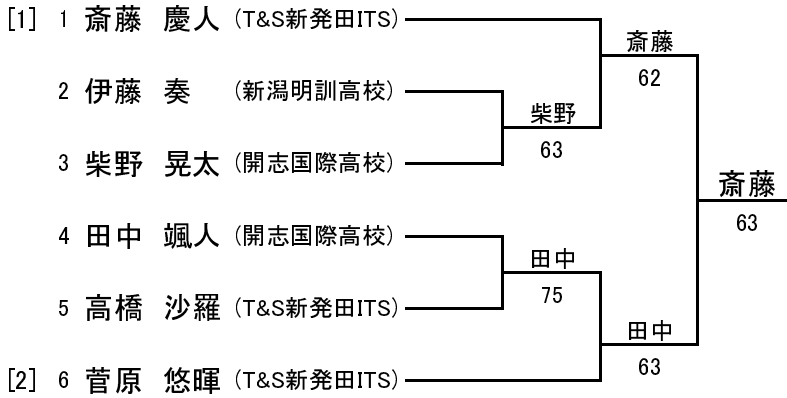 [1] 1 斎藤 慶人 (T&S新発田ITS)
斎藤
62
2 伊藤 奏 (新潟明訓高校)
柴野
63
3 柴野 晃太 (開志国際高校)
斎藤
63
4 田中 颯人 (開志国際高校)
田中
75
5 高橋 沙羅 (T&S新発田ITS)
田中
63
[2] 6 菅原 悠暉 (T&S新発田ITS)